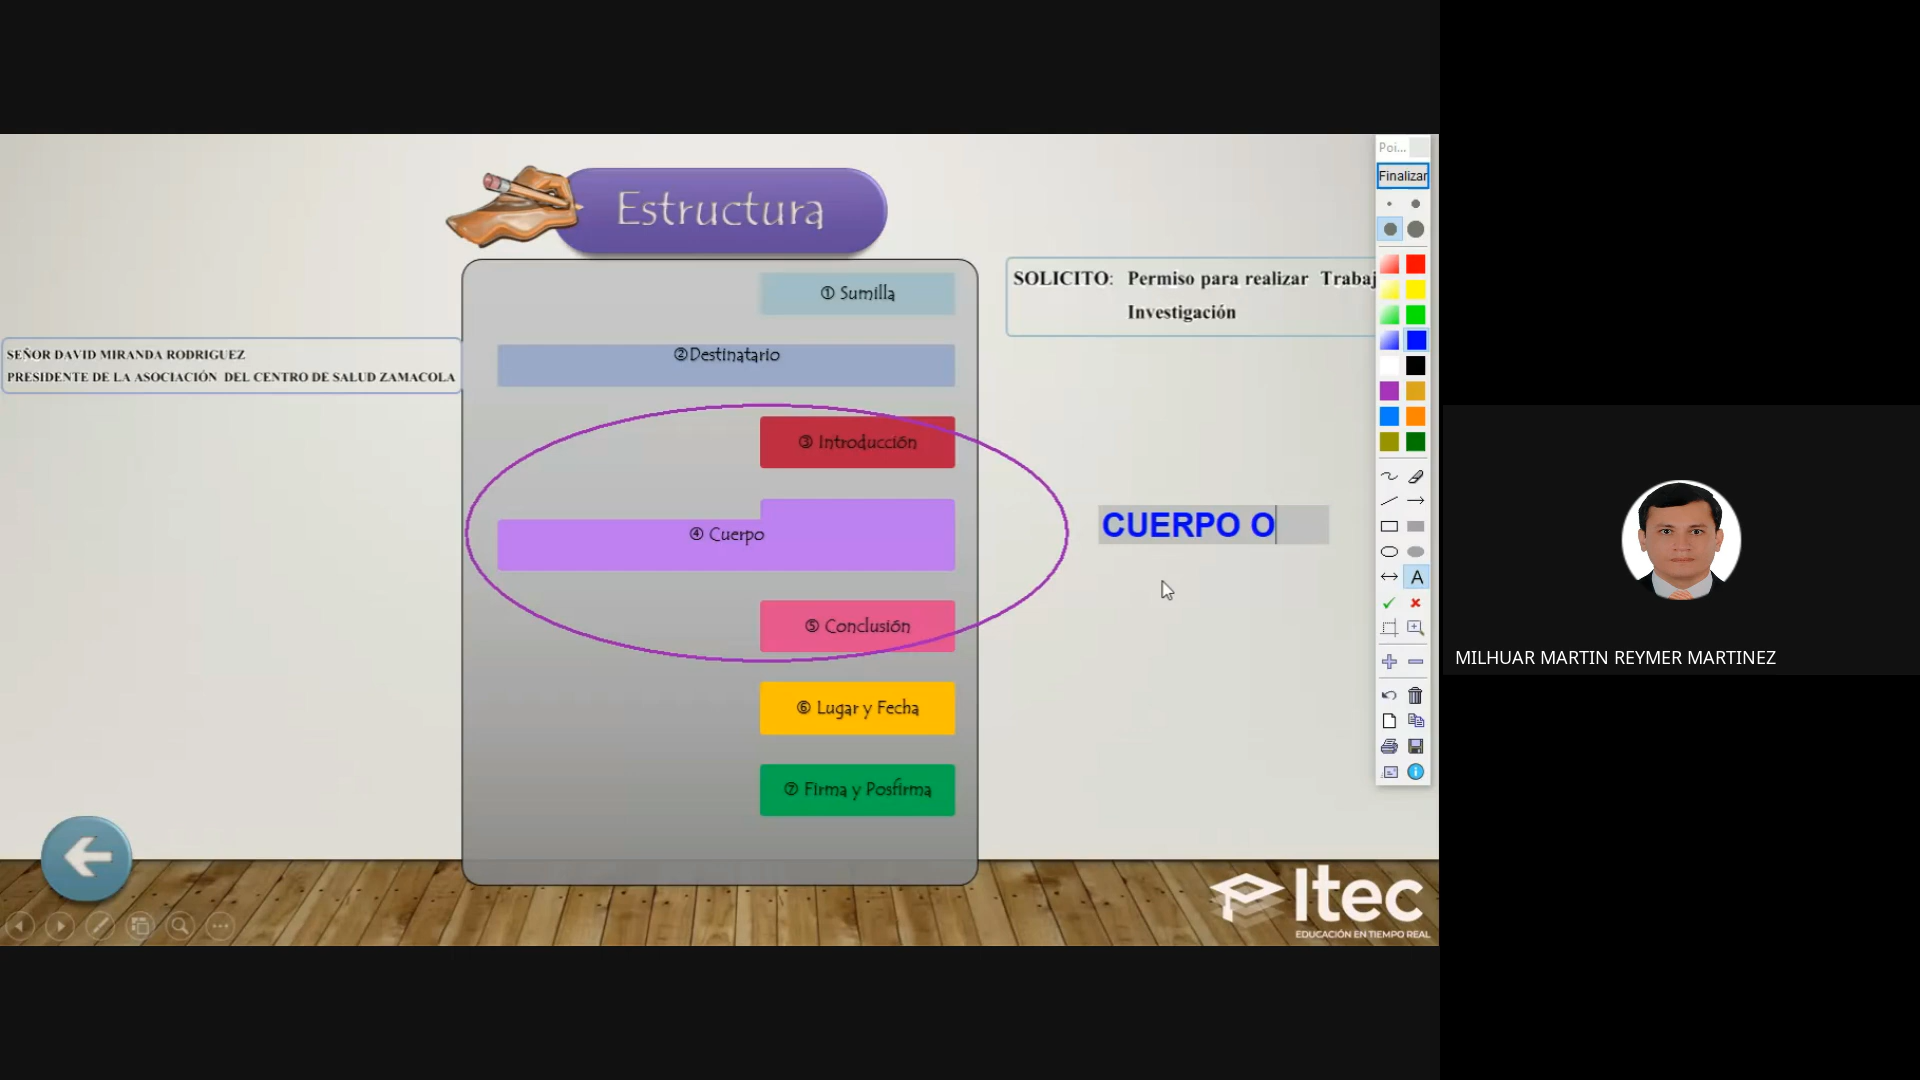 Estructura
① Sumilla
SOLICITO: Permiso para realizar Trabaj
Investigación
②Destinatario
SEÑOR DAVID MIRANDA RODRIGUEZ
PRESIDENTE DE LA ASOCIACIÓN DEL CENTRO DE SALUD ZAMACOLA
③ Introducción
④ Cuerpo
CUERPO O
⑤ Conclusión
⑥ Lugar y Fecha
⑦ Firma y Posfirma
Itec
EDUCACIÓN EN TIEMPO REAL
Poi...
Finalizar
A
MILHUAR MARTIN REYMER MARTINEZ